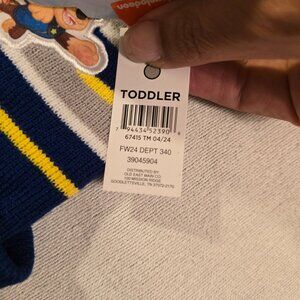 nickelodeon
TODDLER
7 94434 52390 8
67415 TM 04/24
FW24 DEPT 340
39045904
DISTRIBUTED BY
OLD EAST MAIN CO
100 MISSION RIDGE
GOODLETTSVILLE, TN 37072-2170